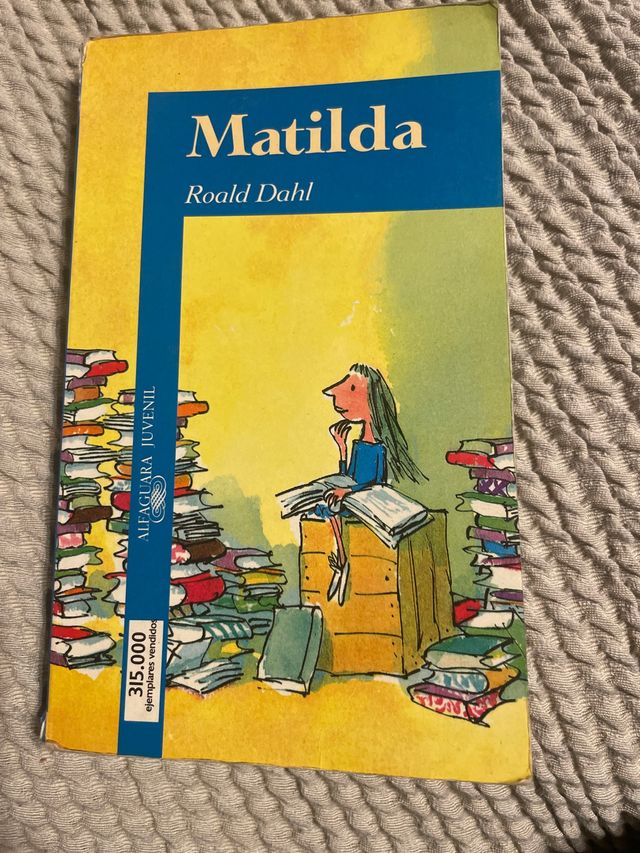 Matilda
Roald Dahl
ALFAGUARA JUVENIL
315.000
ejemplares vendidos